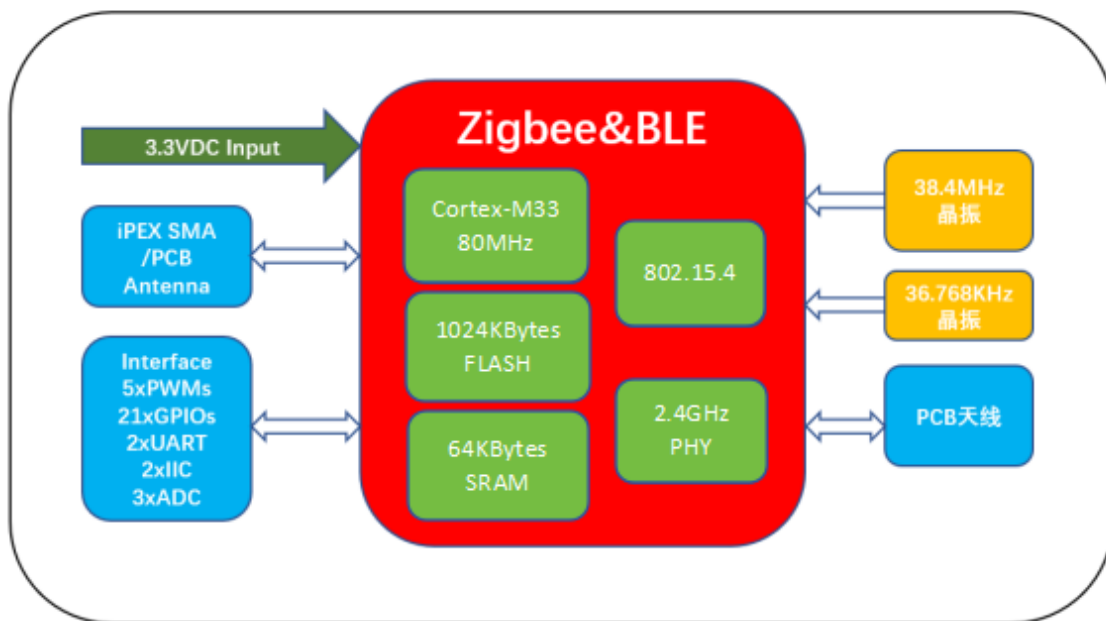 Zigbee&BLE
3.3VDC Input
iPEX SMA
/PCB
Antenna
Interface
5xPWMs
21xGPIOs
2xUART
2xIIC
3xADC
Cortex-M33
80MHz
1024KBytes
FLASH
64KBytes
SRAM
802.15.4
2.4GHz
PHY
38.4MHz
晶振
36.768KHz
晶振
PCB天线